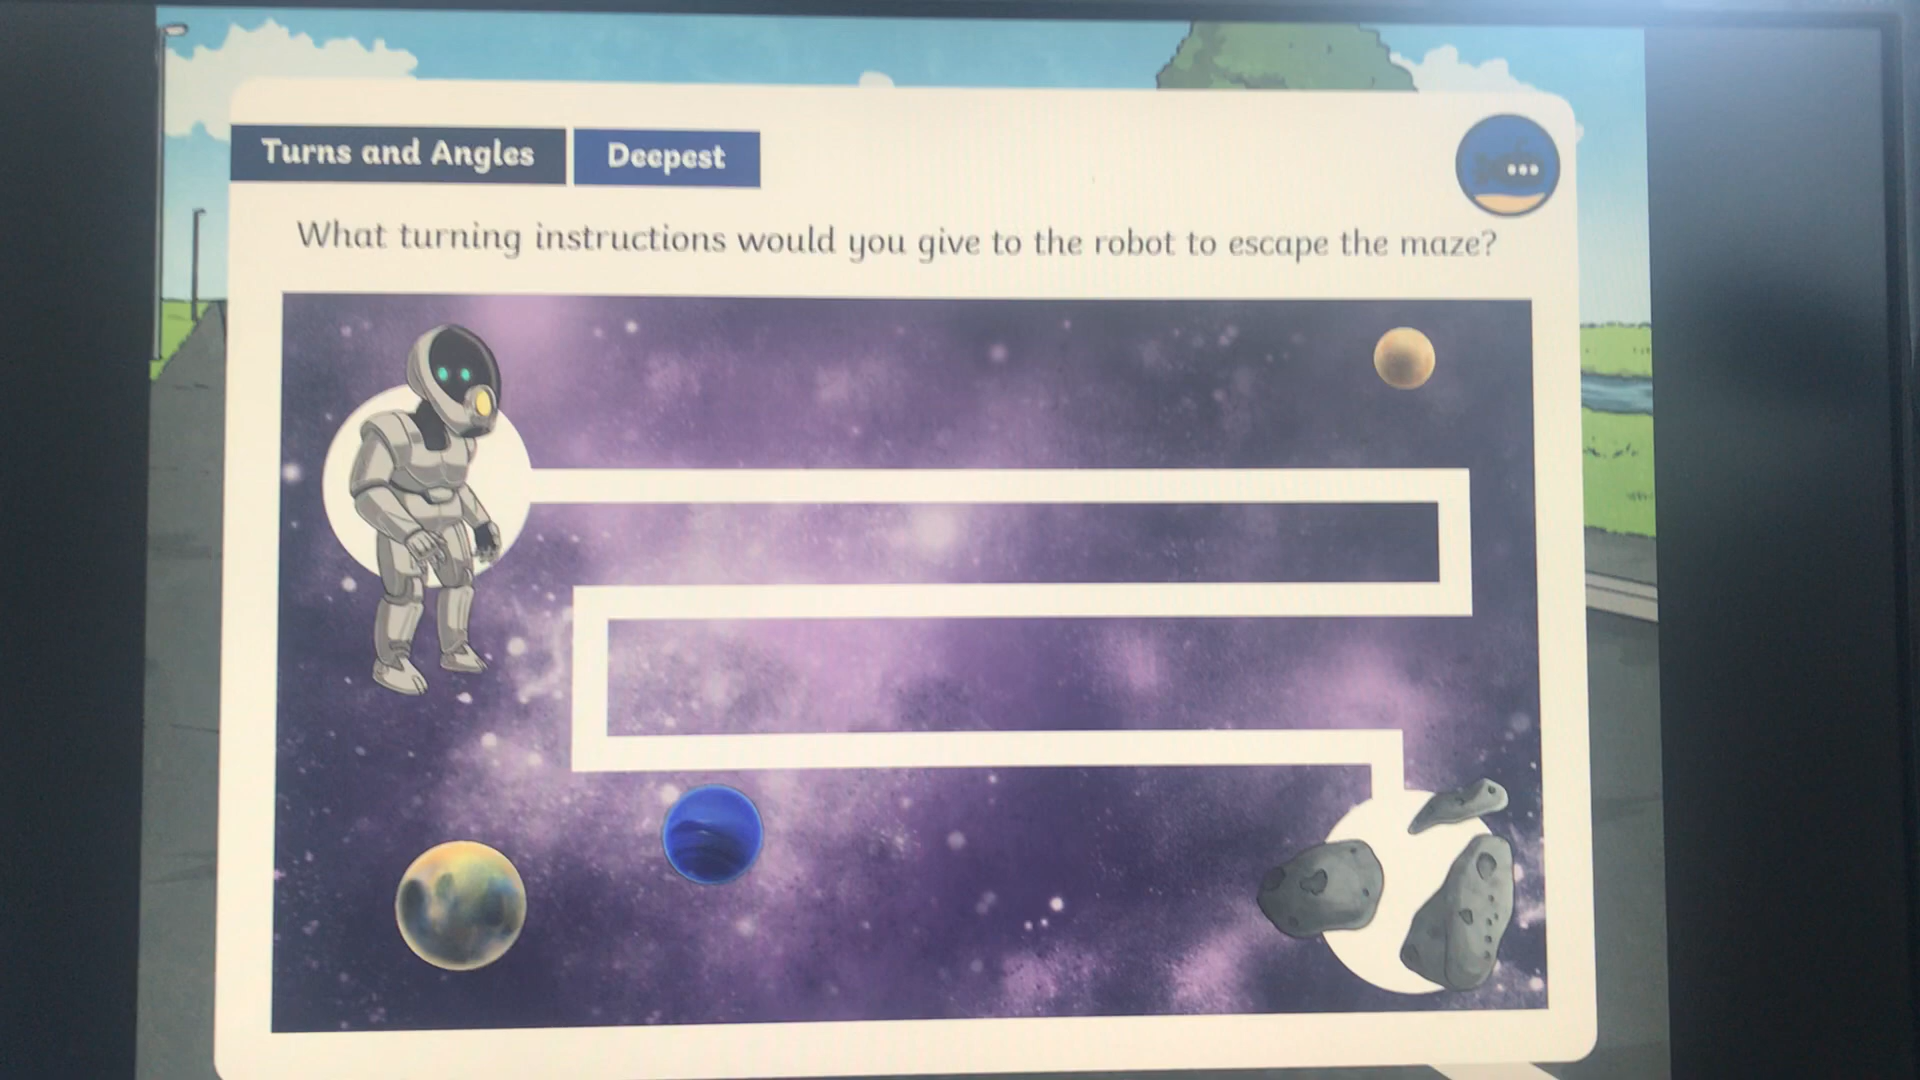 Turns and Angles
Deepest
What turning instructions would you give to the robot to escape the maze?